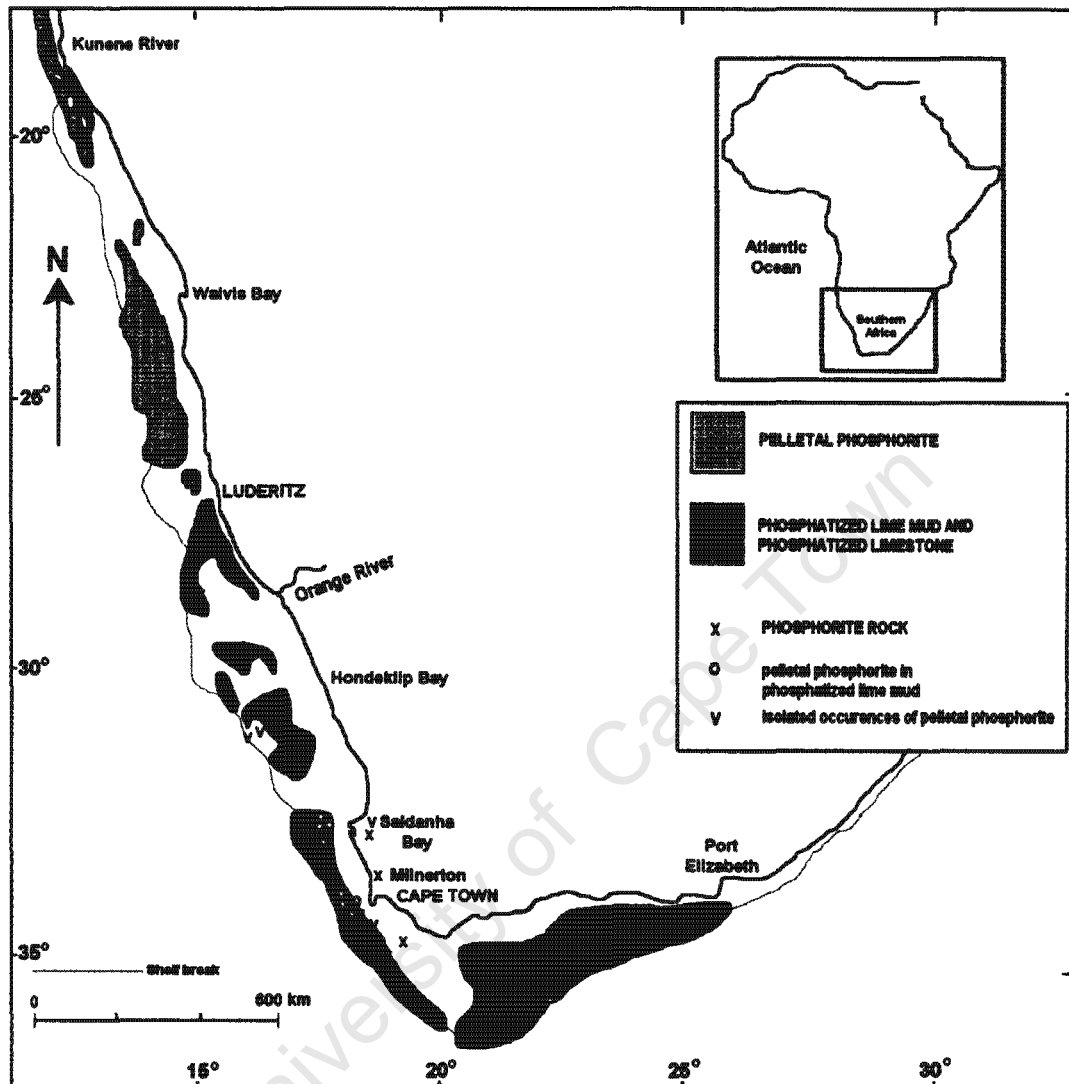 Kunene River
20°
N
Walvis Bay
25°
LUDERITZ
Orange River
30°
Hondeklip Bay
Saldanha
Bay
Milnerton
CAPE TOWN
Port
Elizabeth
35°
Shelf break
0 600 km
15° 20° 25° 30°
Atlantic
Ocean
Southern
Africa
PELLETAL PHOSPHORITE
PHOSPHATIZED LIME MUD AND
PHOSPHATIZED LIMESTONE
X PHOSPHORITE ROCK
O pelletal phosphorite in
phosphatized lime mud
V isolated occurences of pelletal phosphorite
University of Cape Town